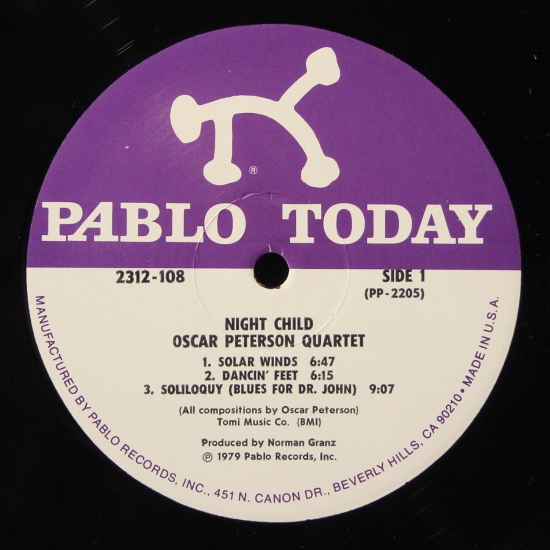 ®
PABLO TODAY
2312-108
SIDE 1
(PP-2205)
NIGHT CHILD
OSCAR PETERSON QUARTET
1. SOLAR WINDS 6:47
2. DANCIN' FEET 6:15
3. SOLILOQUY (BLUES FOR DR. JOHN) 9:07
(All compositions by Oscar Peterson)
Tomi Music Co. (BMI)
Produced by Norman Granz
℗ 1979 Pablo Records, Inc.
MANUFACTURED BY PABLO RECORDS, INC., 451 N. CANON DR., BEVERLY HILLS, CA 90210 • MADE IN U.S.A.